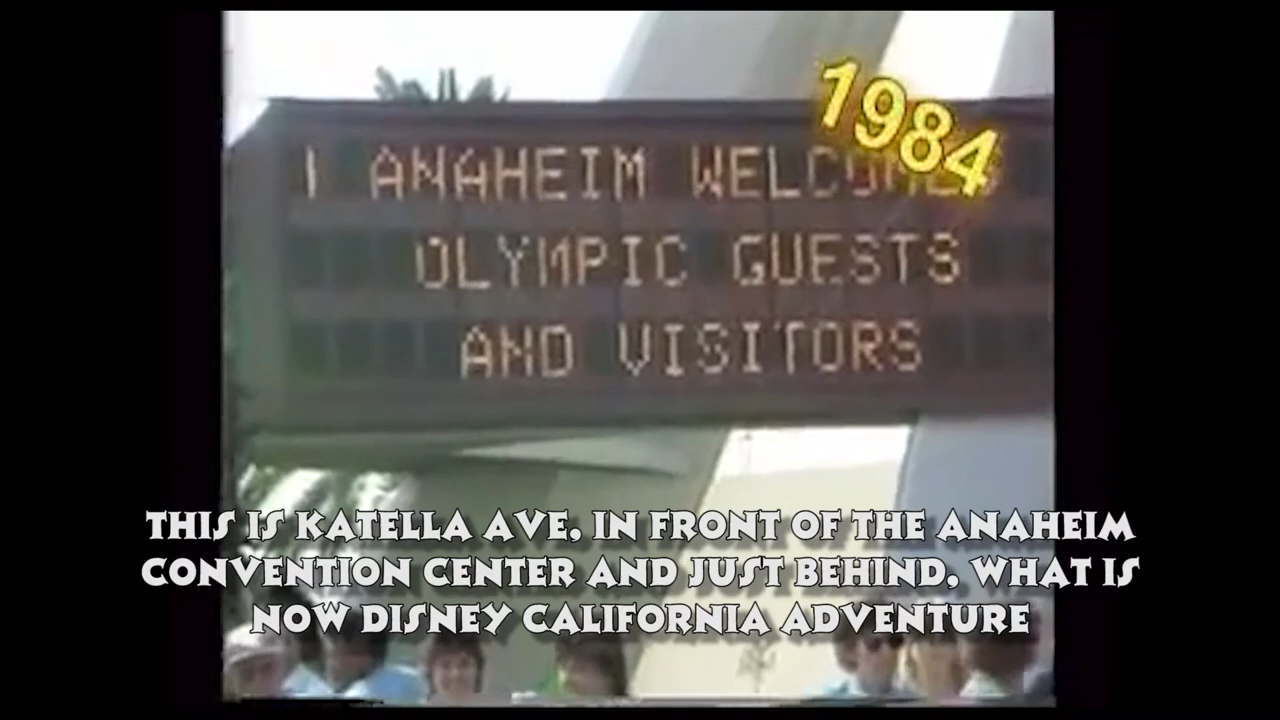 1984
I ANAHEIM WELCOMES
OLYMPIC GUESTS
AND VISITORS
THIS IS KATELLA AVE. IN FRONT OF THE ANAHEIM
CONVENTION CENTER AND JUST BEHIND, WHAT IS
NOW DISNEY CALIFORNIA ADVENTURE